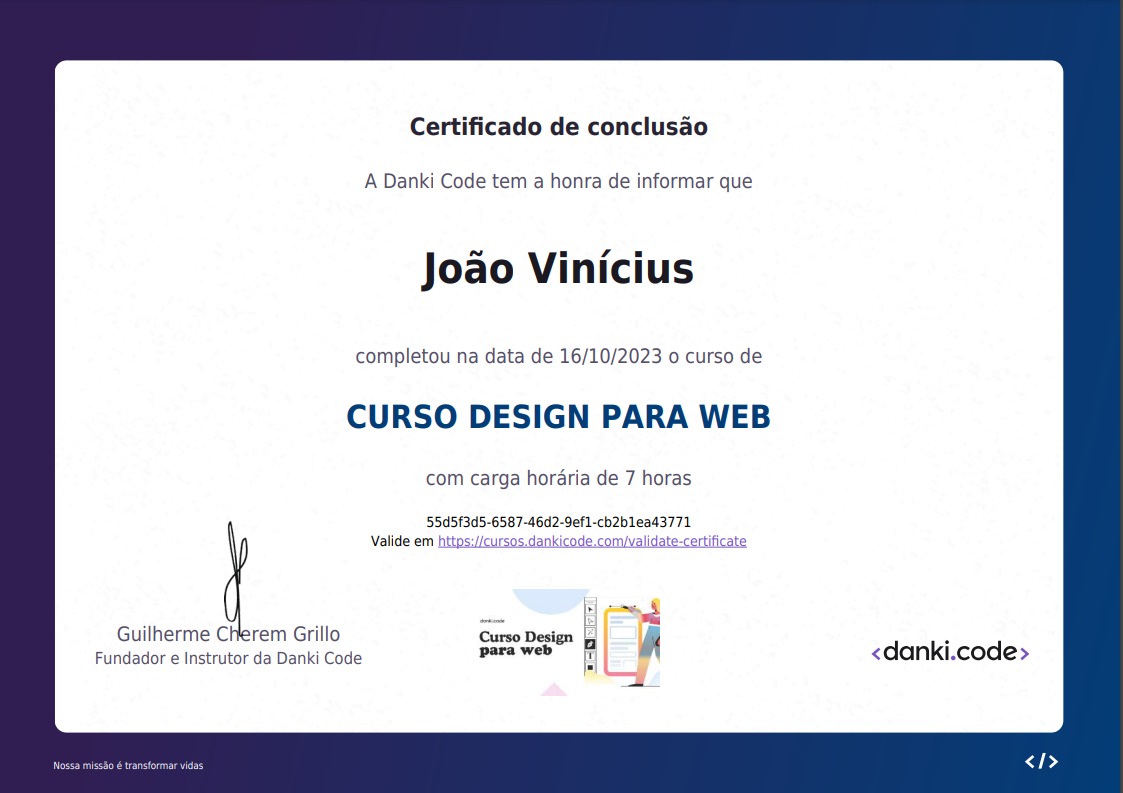 Certificado de conclusão
A Danki Code tem a honra de informar que
João Vinícius
completou na data de 16/10/2023 o curso de
CURSO DESIGN PARA WEB
com carga horária de 7 horas
55d5f3d5-6587-46d2-9ef1-cb2b1ea43771
Valide em https://cursos.dankicode.com/validate-certificate
Guilherme Cherem Grillo
Fundador e Instrutor da Danki Code
danki.code
Curso Design
para web
<danki.code>
Nossa missão é transformar vidas
</>